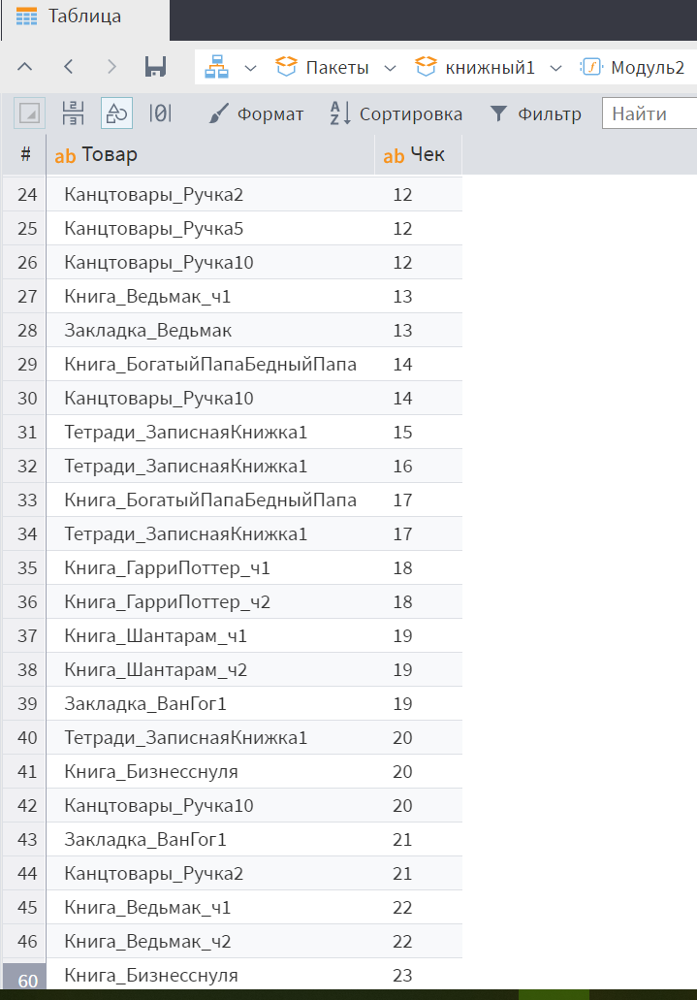 Таблица
Пакеты книжный1 Модуль2
Формат Сортировка Фильтр Найти
# ab Товар ab Чек
24 Канцтовары_Ручка2 12
25 Канцтовары_Ручка5 12
26 Канцтовары_Ручка10 12
27 Книга_Ведьмак_ч1 13
28 Закладка_Ведьмак 13
29 Книга_БогатыйПапаБедныйПапа 14
30 Канцтовары_Ручка10 14
31 Тетради_ЗаписнаяКнижка1 15
32 Тетради_ЗаписнаяКнижка1 16
33 Книга_БогатыйПапаБедныйПапа 17
34 Тетради_ЗаписнаяКнижка1 17
35 Книга_ГарриПоттер_ч1 18
36 Книга_ГарриПоттер_ч2 18
37 Книга_Шантарам_ч1 19
38 Книга_Шантарам_ч2 19
39 Закладка_ВанГог1 19
40 Тетради_ЗаписнаяКнижка1 20
41 Книга_Бизнесснуля 20
42 Канцтовары_Ручка10 20
43 Закладка_ВанГог1 21
44 Канцтовары_Ручка2 21
45 Книга_Ведьмак_ч1 22
46 Книга_Ведьмак_ч2 22
60 Книга_Бизнесснуля 23